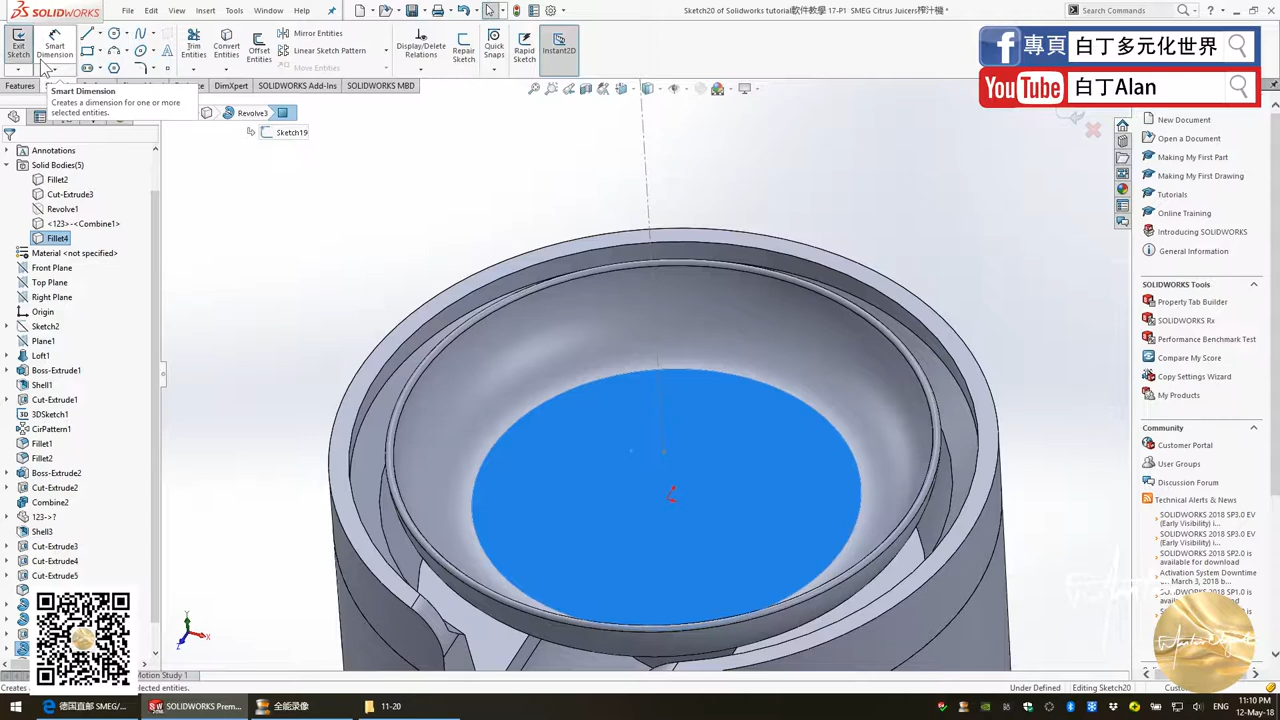 SOLIDWORKS
File
Edit
View
Insert
Tools
Window
Help
Sketch20 of Solidworks tutorial軟件教學 17-P1 SMEG Citrus Juicers榨汁機 *
Search Commands
Exit Sketch
Smart Dimension
Trim Entities
Convert Entities
Offset Entities
Mirror Entities
Linear Sketch Pattern
Move Entities
Display/Delete Relations
Repair Sketch
Quick Snaps
Rapid Sketch
Instant2D
專頁
白丁多元化世界
YouTube
白丁Alan
Features
DimXpert
SOLIDWORKS Add-Ins
SOLIDWORKS MBD
Smart Dimension
Creates a dimension for one or more selected entities.
Revolve3
Sketch19
Annotations
Solid Bodies(5)
Fillet2
Cut-Extrude3
Revolve1
<123>-<Combine1>
Fillet4
Material <not specified>
Front Plane
Top Plane
Right Plane
Origin
Sketch2
Plane1
Loft1
Boss-Extrude1
Shell1
Cut-Extrude1
3DSketch1
CirPattern1
Fillet1
Fillet2
Boss-Extrude2
Cut-Extrude2
Combine2
123->?
Shell3
Cut-Extrude3
Cut-Extrude4
Cut-Extrude5
New Document
Open a Document
Making My First Part
Making My First Drawing
Tutorials
Online Training
Introducing SOLIDWORKS
General Information
SOLIDWORKS Tools
Property Tab Builder
SOLIDWORKS Rx
Performance Benchmark Test
Compare My Score
Copy Settings Wizard
My Products
Community
Customer Portal
User Groups
Discussion Forum
Technical Alerts & News
SOLIDWORKS 2018 SP3.0 EV (Early Visibility) i...
SOLIDWORKS 2018 SP3.0 EV (Early Visibility) i...
SOLIDWORKS 2018 SP2.0 is available for download
Activation System Downtime
March 3, 2018 b...
Motion Study 1
Creates
selected entities.
Under Defined
Editing Sketch20
德国直邮 SMEG/...
SOLIDWORKS Prem...
全能录像
11-20
ENG
11:10 PM
12-May-18